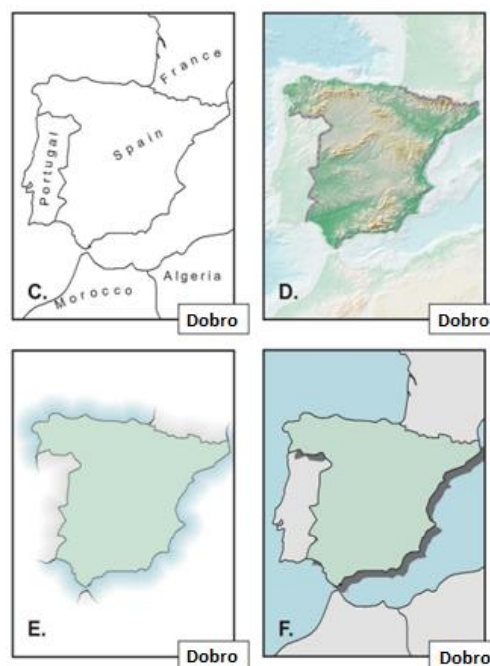 France
Spain
Portugal
Algeria
Morocco
C.
Dobro
D.
Dobro
E.
Dobro
F.
Dobro